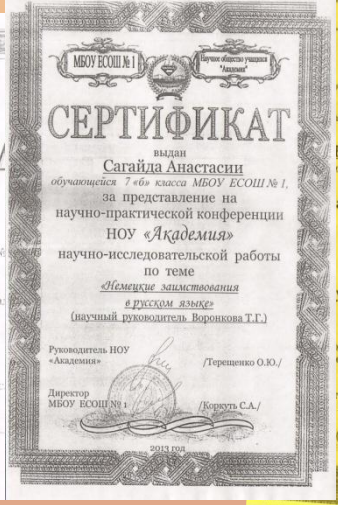 МБОУ ЕСОШ № 1
Научное общество учащихся
"Академия"
СЕРТИФИКАТ
выдан
Сагайда Анастасии
обучающейся 7 «б» класса МБОУ ЕСОШ № 1,
за представление на
научно-практической конференции
НОУ «Академия»
научно-исследовательской работы
по теме
«Немецкие заимствования
в русском языке»
(научный руководитель Воронкова Т.Г.)
Руководитель НОУ
«Академия» /Терещенко О.Ю./
Директор
МБОУ ЕСОШ № 1 /Коркуть С.А./
2013 год